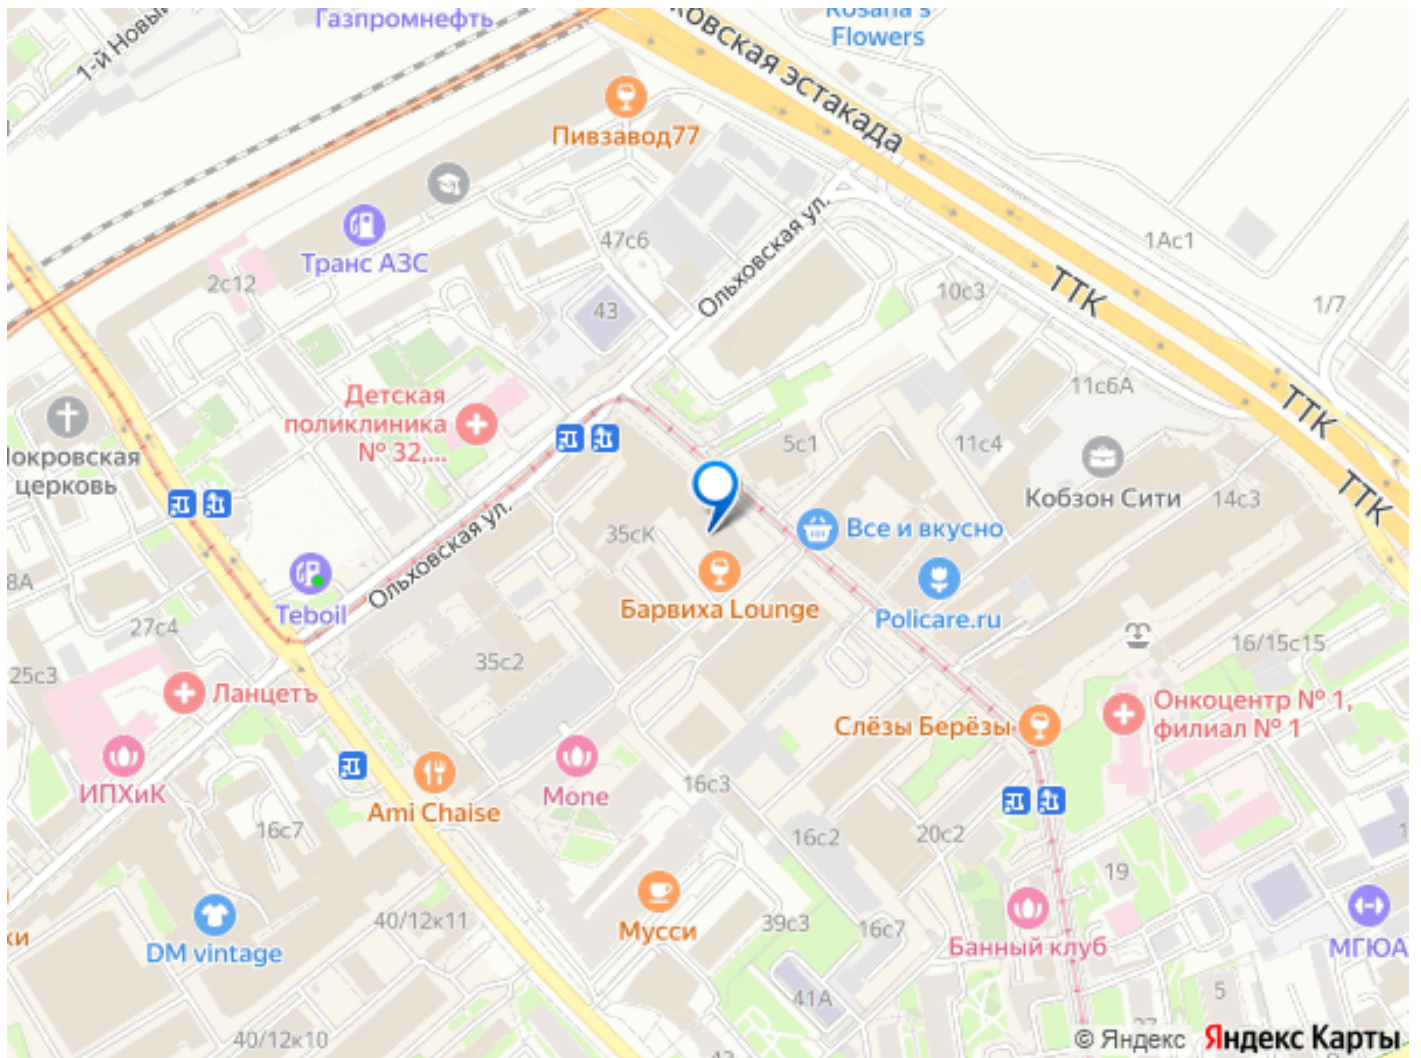 Газпромнефть
Rosana's
Flowers
1-й Новый
ковская эстакада
Пивзавод77
Транс АЗС
47с6
Ольховская ул.
1Ас1
2с12
10с3
ТТК
43
1/7
Детская
поликлиника
№ 32,...
11с6А
ТТК
Покровская
церковь
5с1
11с4
Кобзон Сити
14с3
ТТК
35сК
Все и вкусно
Ольховская ул.
8А
Teboil
Барвиха Lounge
Policare.ru
27с4
25с3
35с2
16/15с15
Ланцетъ
Слёзы Берёзы
Онкоцентр № 1,
филиал № 1
ИПХиК
Ami Chaise
Mone
16с3
16с7
16с2
20с2
19
40/12к11
Мусси
39с3
16с7
Банный клуб
МГЮА
ки
DM vintage
41А
5
40/12к10
© Яндекс Яндекс Карты